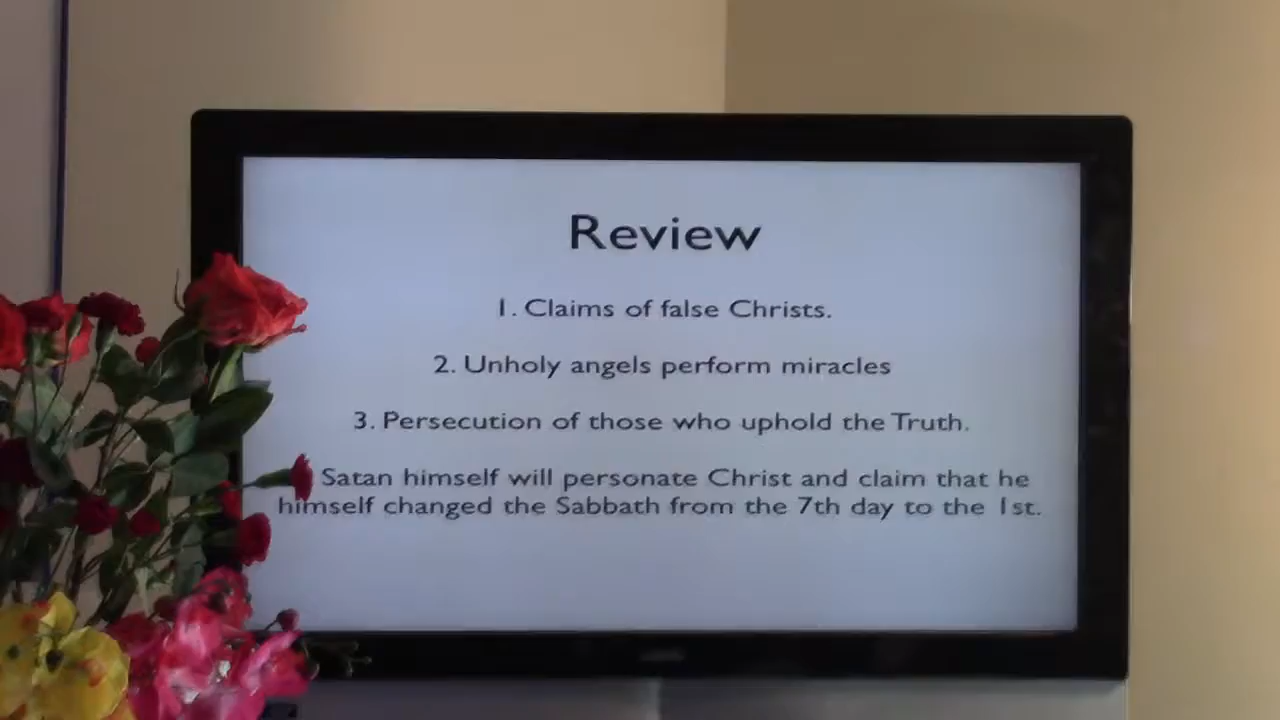 Review
1. Claims of false Christs.
2. Unholy angels perform miracles
3. Persecution of those who uphold the Truth.
Satan himself will personate Christ and claim that he
himself changed the Sabbath from the 7th day to the 1st.